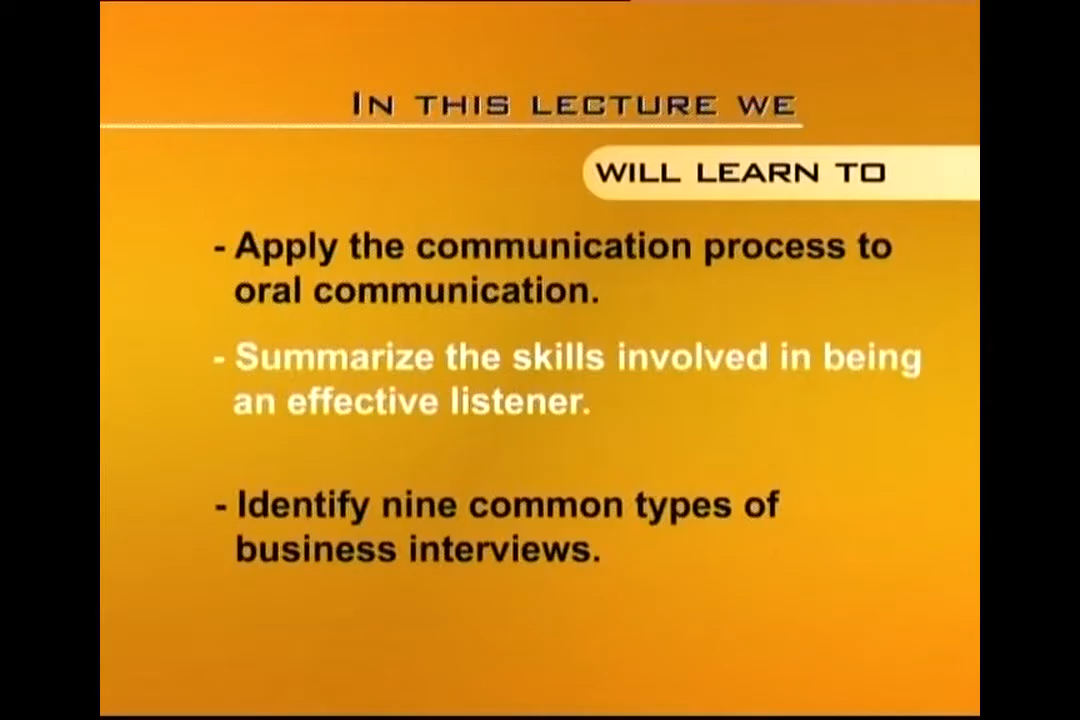 IN THIS LECTURE WE
WILL LEARN TO
- Apply the communication process to
oral communication.
- Summarize the skills involved in being
an effective listener.
- Identify nine common types of
business interviews.